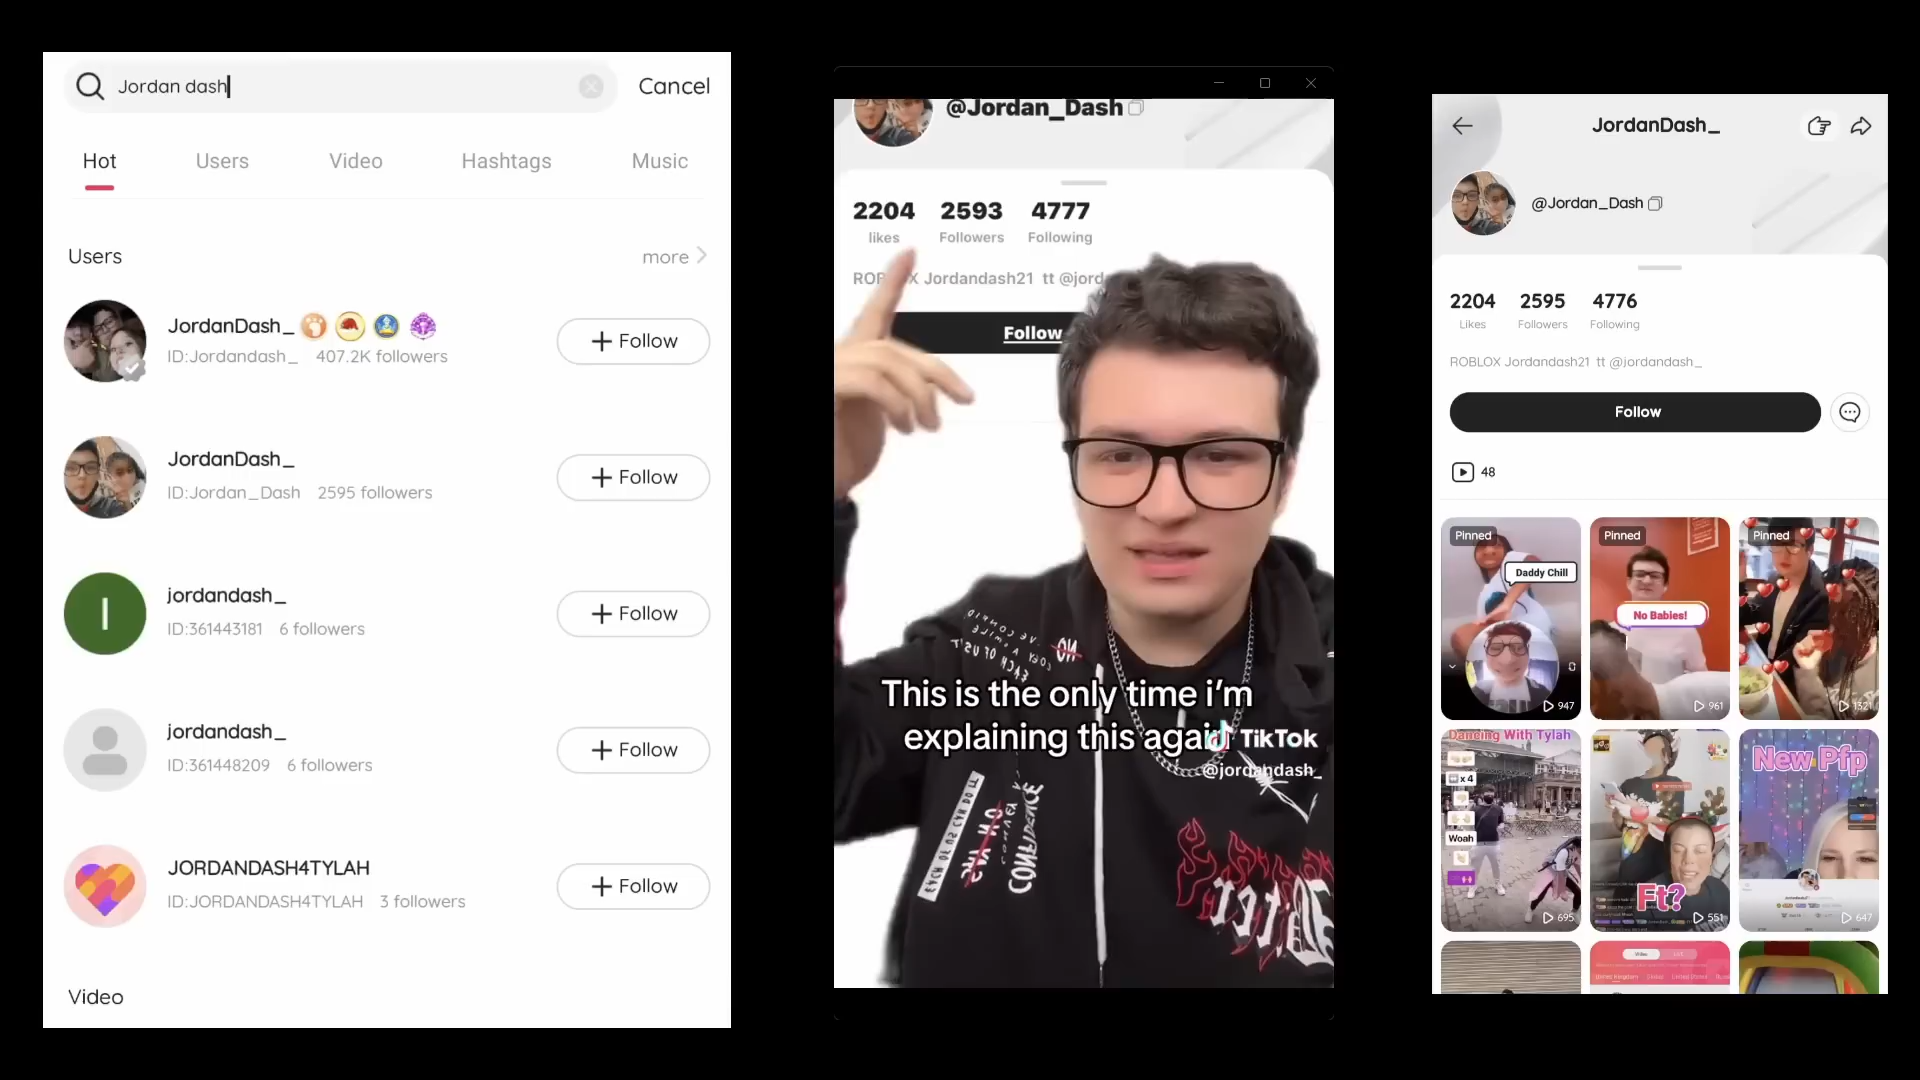 Jordan dash
Cancel
Hot
Users
Video
Hashtags
Music
Users
more
JordanDash_
ID:Jordandash_ 407.2K followers
Follow
JordanDash_
ID:Jordan_Dash 2595 followers
Follow
I
jordandash_
ID:361443181 6 followers
Follow
jordandash_
ID:361448209 6 followers
Follow
JORDANDASH4TYLAH
ID:JORDANDASH4TYLAH 3 followers
Follow
Video
@Jordan_Dash
2204 2593 4777
likes Followers Following
Jordandash21 tt
Follow
This is the only time i'm
explaining this again
TikTok
@jordandash_
CONFIDENCE
JordanDash_
@Jordan_Dash
2204 2595 4776
Likes Followers Following
ROBLOX Jordandash21 tt @jordandash_
Follow
48
Pinned
Daddy Chill
947
Pinned
No Babies!
961
Pinned
1321
Dancing With Tylah
x 4
Woah
695
Ft?
551
New Pfp
647